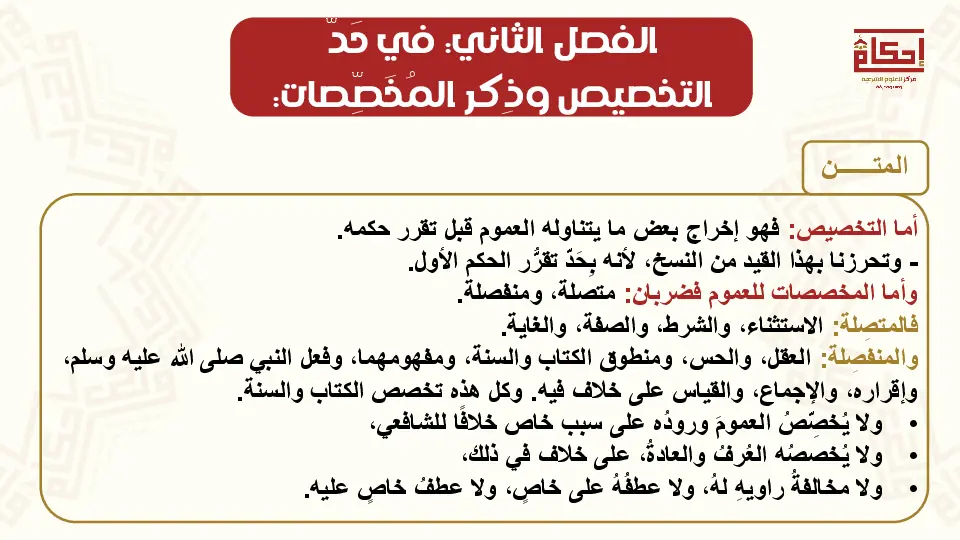 الفصل الثاني: في حَدّ
التخصيص وذِكر المُخَصِّصات:
إحكام
مركز للعلوم الشرعية
المتـــــن
أما التخصيص: فهو إخراج بعض ما يتناوله العموم قبل تقرر حكمه.
- وتحرزنا بهذا القيد من النسخ، لأنه بِحَدّ تقرُّر الحكم الأول.
وأما المخصصات للعموم فضربان: متصلة، ومنفصلة.
فالمتصِلة: الاستثناء، والشرط، والصفة، والغاية.
والمنفصِلة: العقل، والحس، ومنطوق الكتاب والسنة، ومفهومهما، وفعل النبي صلى الله عليه وسلم،
وإقراره، والإجماع، والقياس على خلاف فيه. وكل هذه تخصص الكتاب والسنة.
• ولا يُخصِّصُ العمومَ ورودُه على سبب خاص خلافًا للشافعي،
• ولا يُخصصُه العُرفُ والعادةُ، على خلاف في ذلك،
• ولا مخالفةُ راويهِ لهُ، ولا عطفُهُ على خاصٍ، ولا عطفُ خاصٍ عليه.